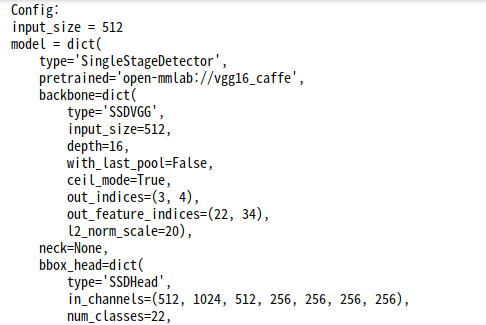 Config:
input_size = 512
model = dict(
    type='SingleStageDetector',
    pretrained='open-mmlab://vgg16_caffe',
    backbone=dict(
        type='SSDVGG',
        input_size=512,
        depth=16,
        with_last_pool=False,
        ceil_mode=True,
        out_indices=(3, 4),
        out_feature_indices=(22, 34),
        l2_norm_scale=20),
    neck=None,
    bbox_head=dict(
        type='SSDHead',
        in_channels=(512, 1024, 512, 256, 256, 256, 256),
        num_classes=22,